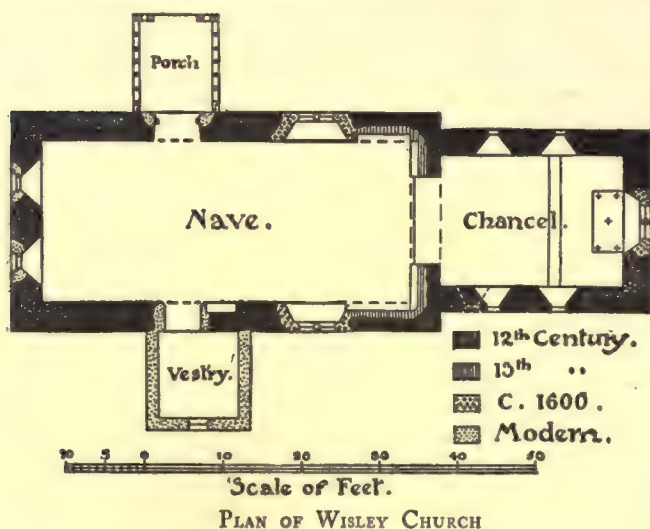 Porch
Nave.
Chancel.
Vestry.
12th Century.
15th "
C. 1600.
Modern.
10 5 0 10 20 30 40 50
Scale of Feet.
PLAN OF WISLEY CHURCH